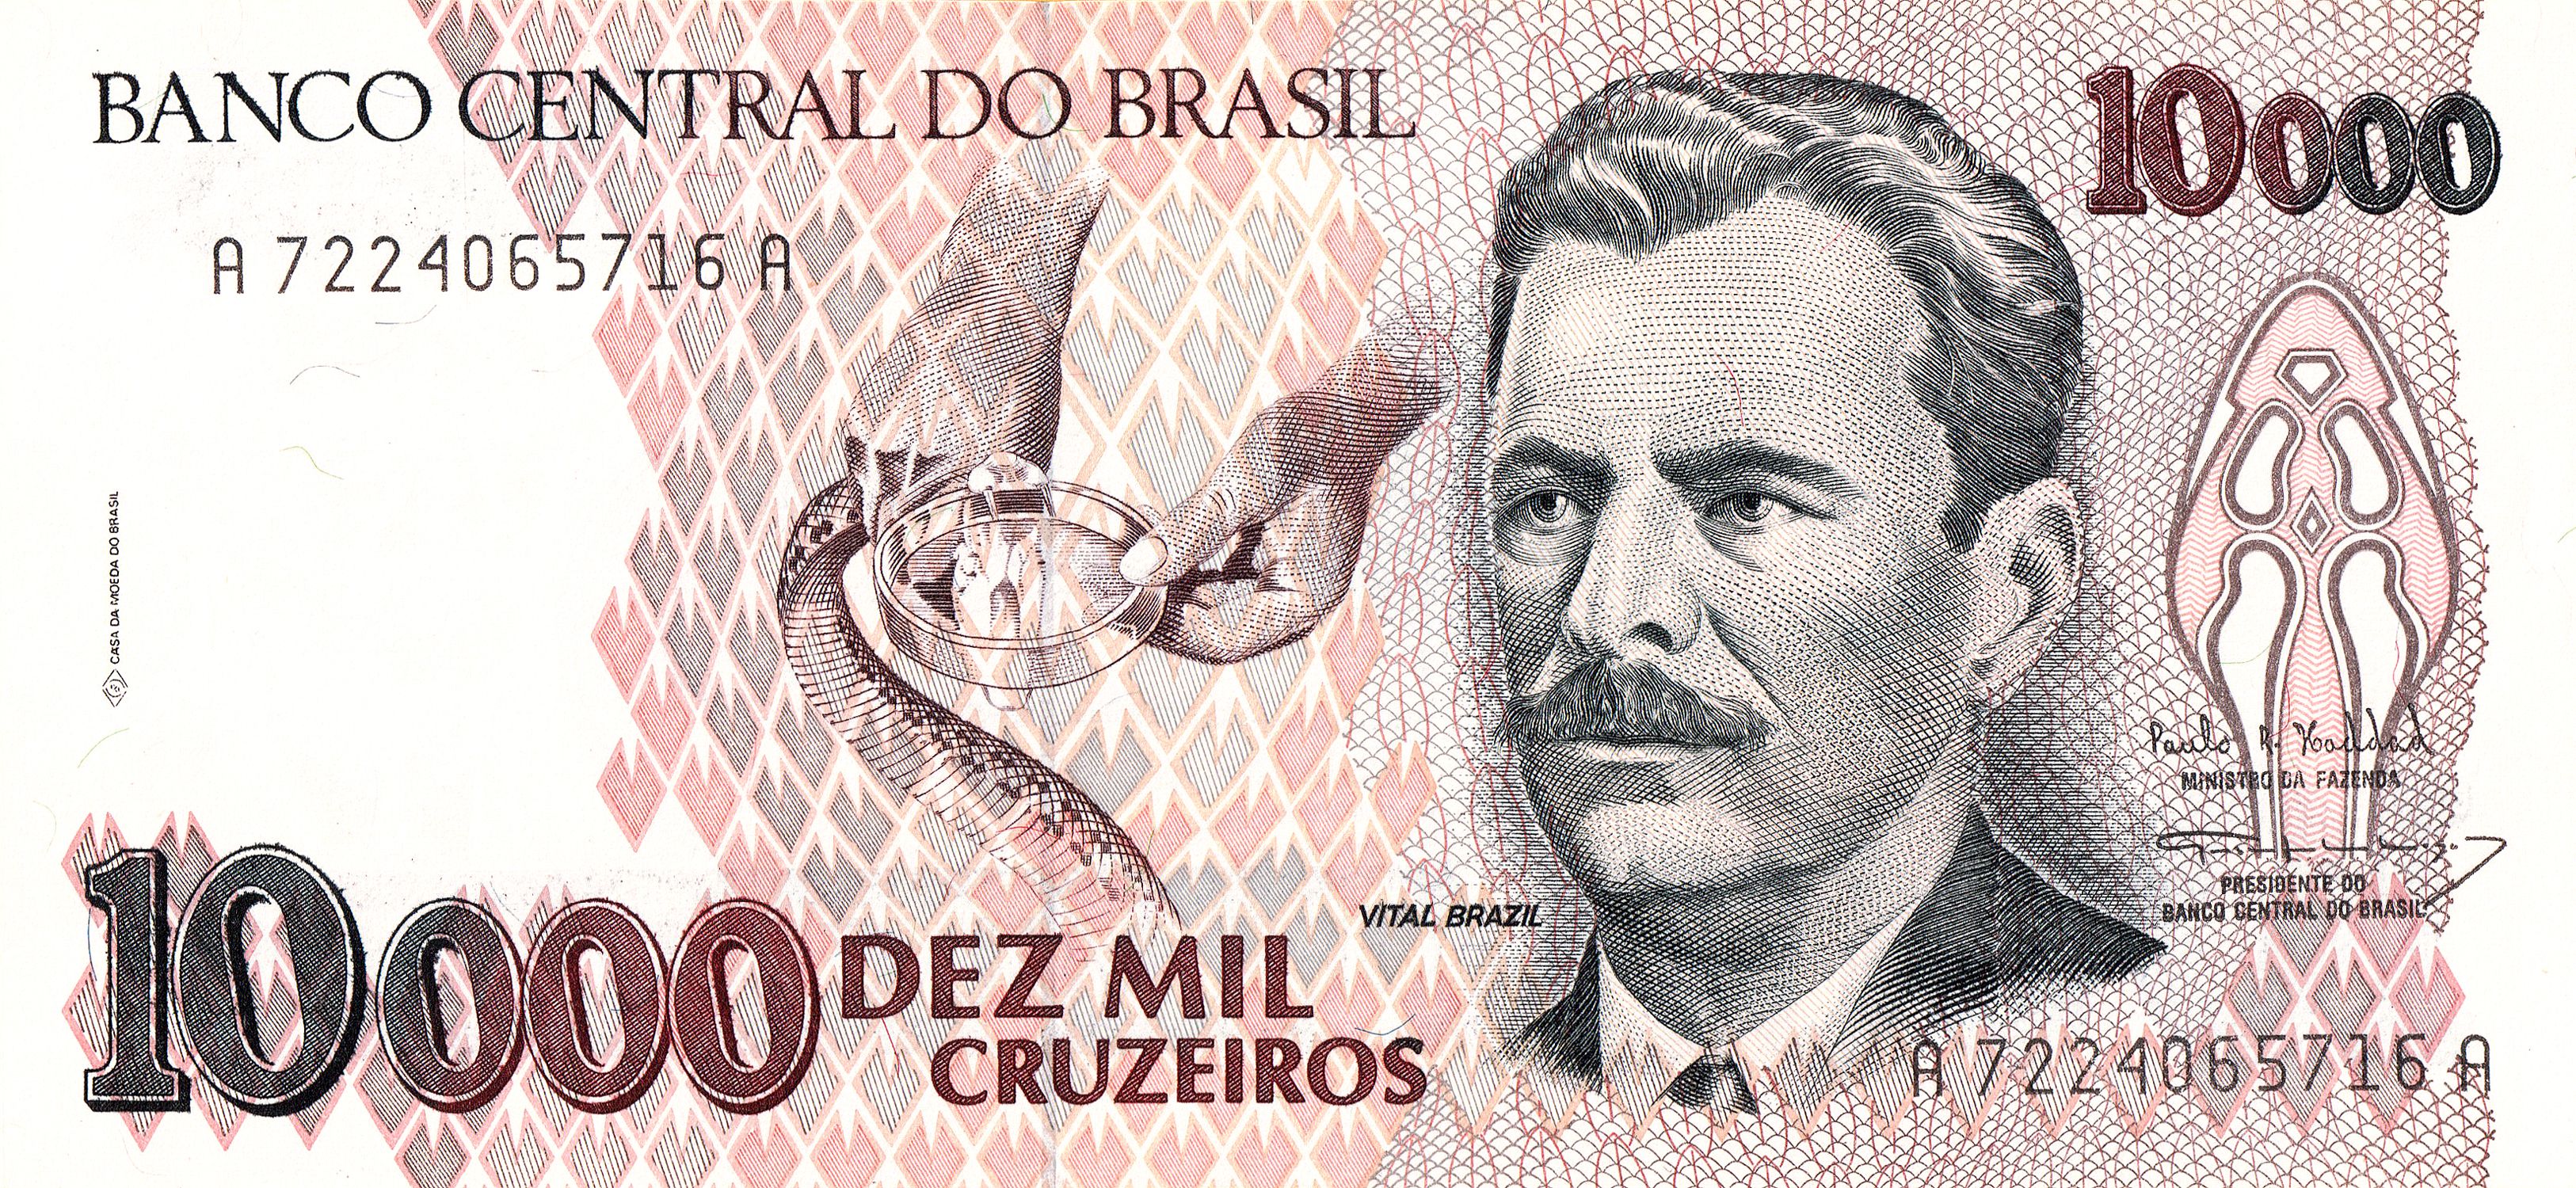 BANCO CENTRAL DO BRASIL
10000
A 7224065716 A
CASA DA MOEDA DO BRASIL
Paulo R. Haddad
MINISTRO DA FAZENDA
PRESIDENTE DO
BANCO CENTRAL DO BRASIL
VITAL BRAZIL
10000 DEZ MIL
CRUZEIROS
A 7224065716 A